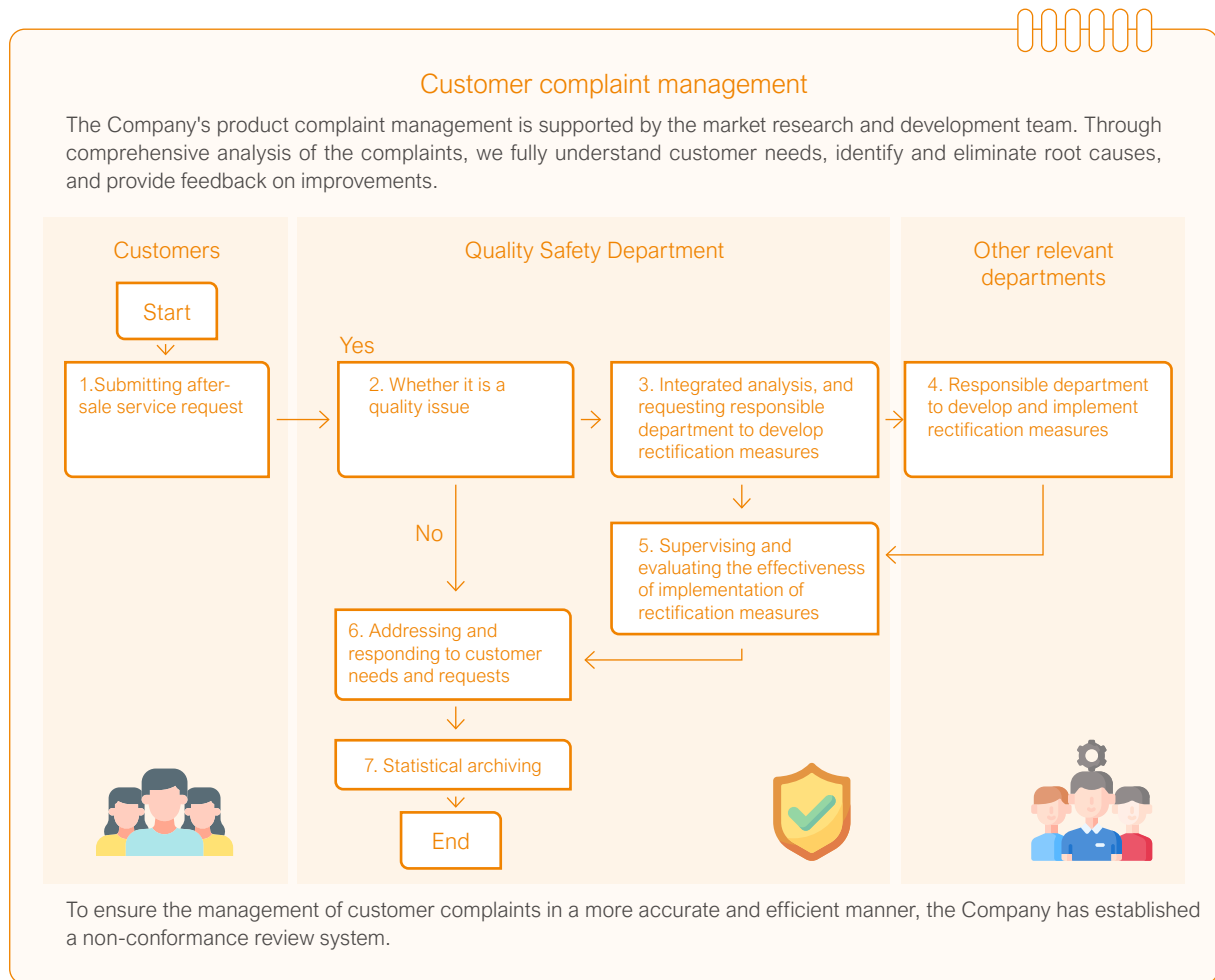 Customer complaint management
The Company's product complaint management is supported by the market research and development team. Through
comprehensive analysis of the complaints, we fully understand customer needs, identify and eliminate root causes,
and provide feedback on improvements.
Customers
Quality Safety Department
Other relevant
departments
Start
Yes
1.Submitting after-
sale service request
2. Whether it is a
quality issue
3. Integrated analysis, and
requesting responsible
department to develop
rectification measures
4. Responsible department
to develop and implement
rectification measures
No
5. Supervising and
evaluating the effectiveness
of implementation of
rectification measures
6. Addressing and
responding to customer
needs and requests
7. Statistical archiving
End
To ensure the management of customer complaints in a more accurate and efficient manner, the Company has established
a non-conformance review system.